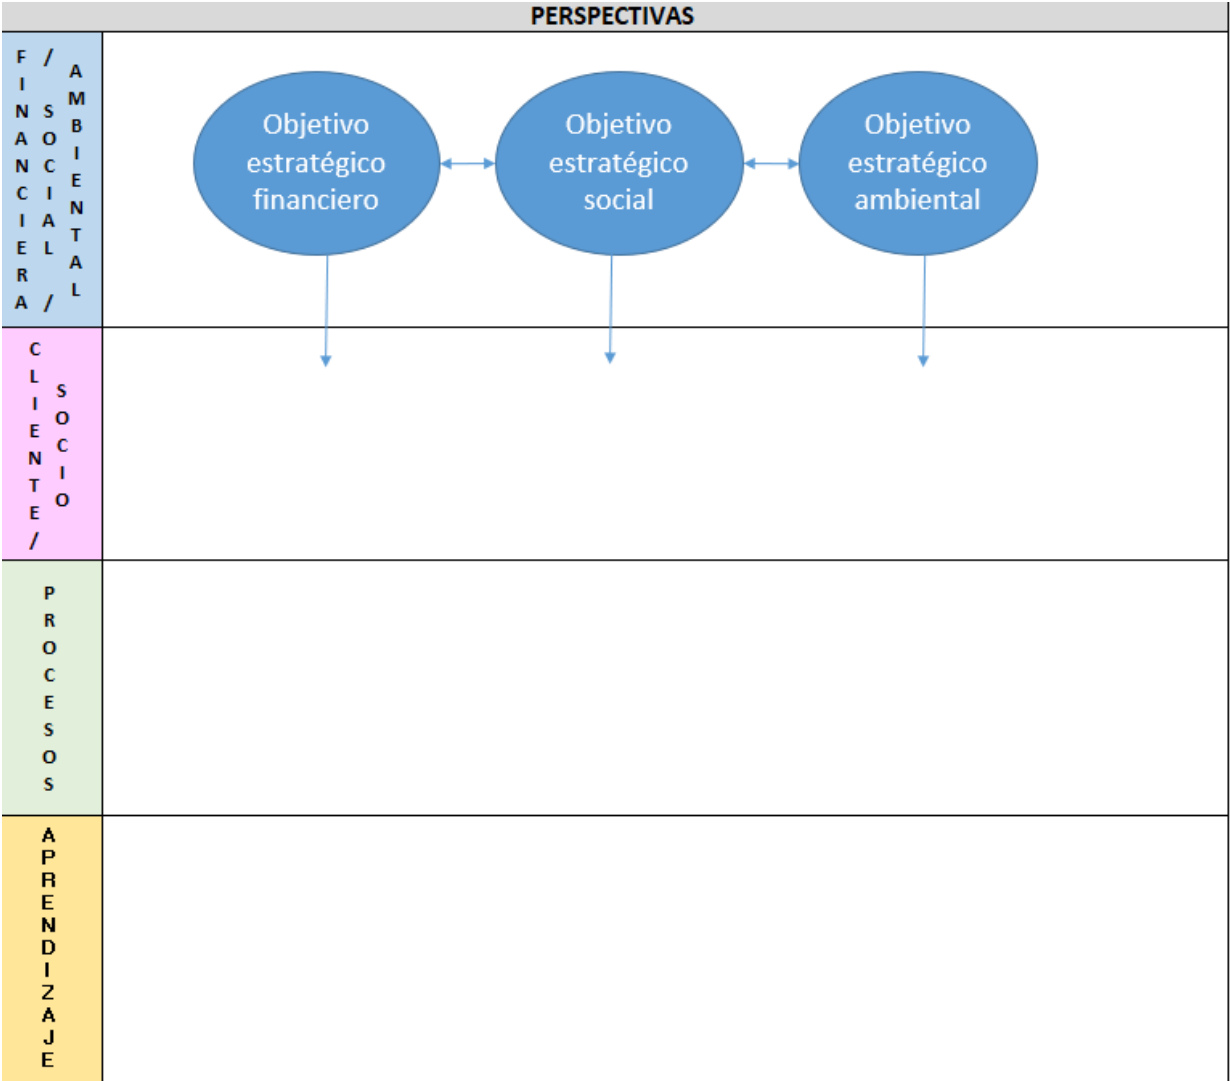 PERSPECTIVAS
FINANCIERA
/ SOCIAL /
AMBIENTAL
Objetivo
estratégico
financiero
Objetivo
estratégico
social
Objetivo
estratégico
ambiental
CLIENTE/
SOCIO
PROCESOS
APRENDIZAJE